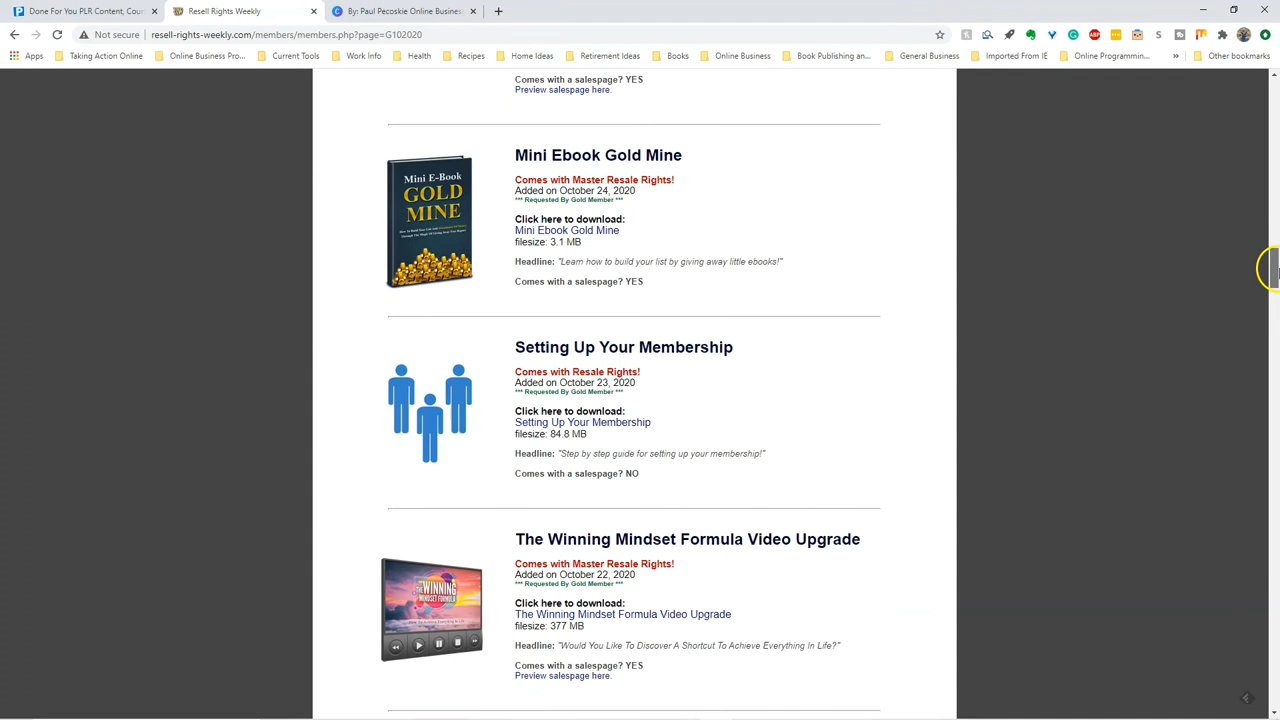 Done For You PLR Content, Cour
Resell Rights Weekly
By: Paul Pecoskie Online Busines
Not secure
resell-rights-weekly.com/members/members.php?page=G102020
Apps
Taking Action Online
Online Business Pro...
Current Tools
Work Info
Health
Recipes
Home Ideas
Retirement Ideas
Books
Online Business
Book Publishing an...
General Business
Imported From IE
Online Programmin...
Other bookmarks
Comes with a salespage? YES
Preview salespage here.
Mini E-Book
GOLD
MINE
Mini Ebook Gold Mine
Comes with Master Resale Rights!
Added on October 24, 2020
*** Requested By Gold Member ***
Click here to download:
Mini Ebook Gold Mine
filesize: 3.1 MB
Headline: "Learn how to build your list by giving away little ebooks!"
Comes with a salespage? YES
Setting Up Your Membership
Comes with Resale Rights!
Added on October 23, 2020
*** Requested By Gold Member ***
Click here to download:
Setting Up Your Membership
filesize: 84.8 MB
Headline: "Step by step guide for setting up your membership!"
Comes with a salespage? NO
THE
WINNING
MINDSET FORMULA
The Winning Mindset Formula Video Upgrade
Comes with Master Resale Rights!
Added on October 22, 2020
*** Requested By Gold Member ***
Click here to download:
The Winning Mindset Formula Video Upgrade
filesize: 377 MB
Headline: "Would You Like To Discover A Shortcut To Achieve Everything In Life?"
Comes with a salespage? YES
Preview salespage here.